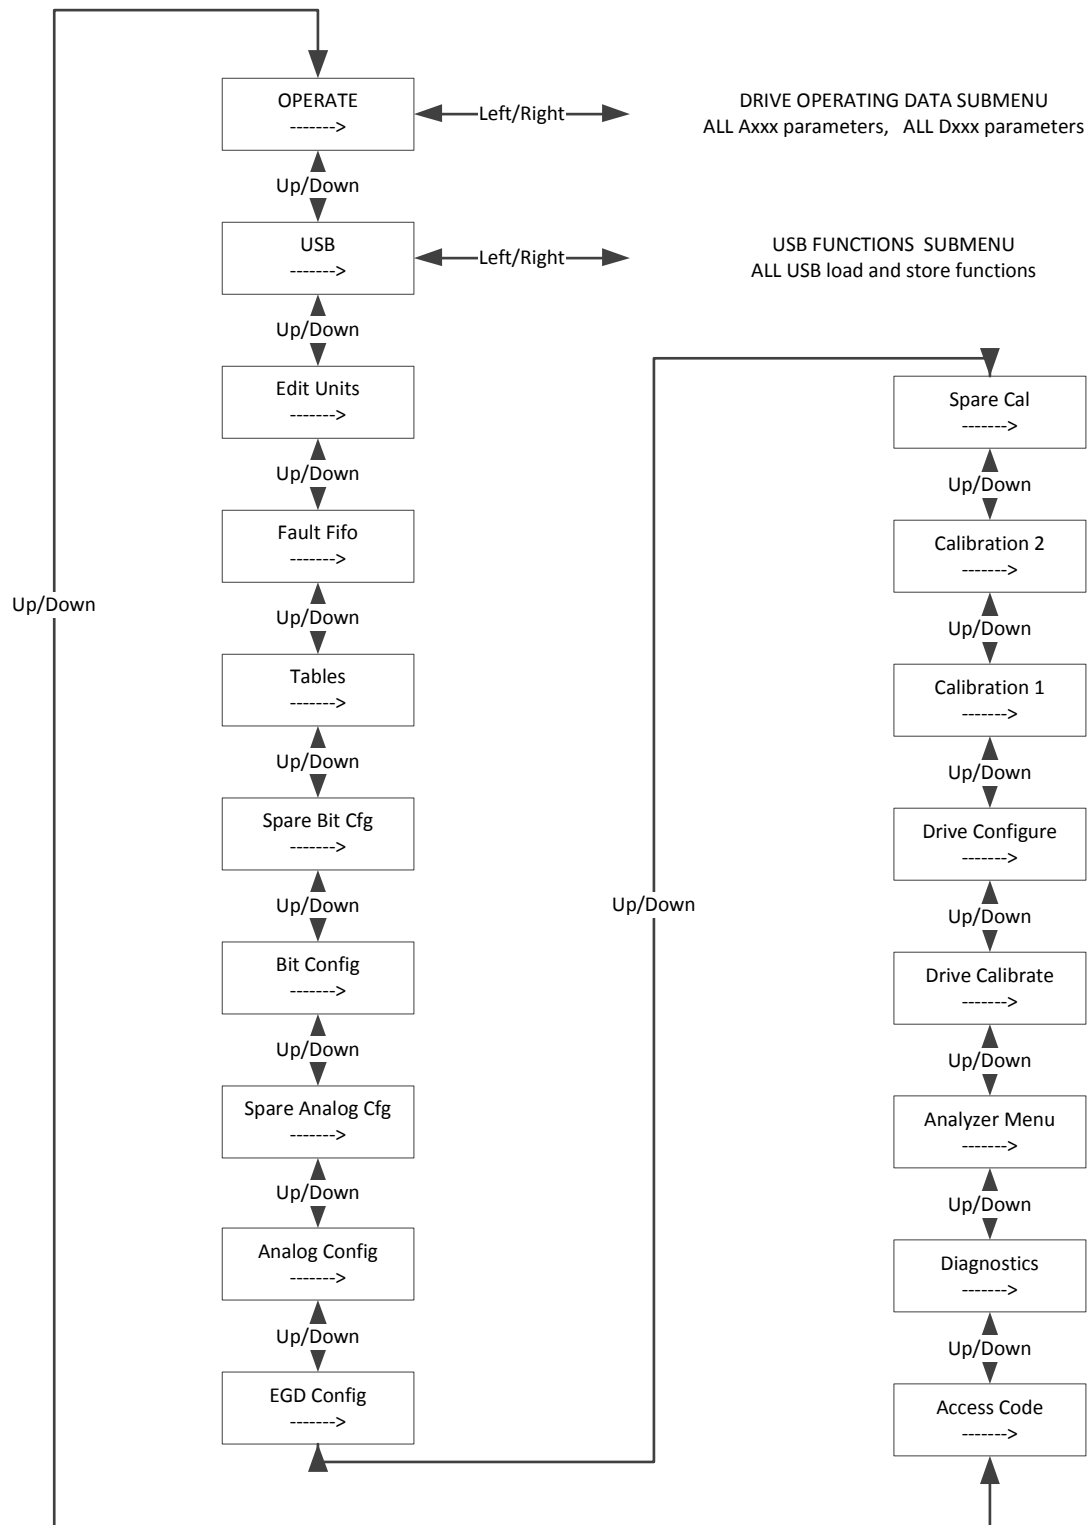 OPERATE
------->
Left/Right
DRIVE OPERATING DATA SUBMENU
ALL Axxx parameters,   ALL Dxxx parameters
Up/Down
USB
------->
Left/Right
USB FUNCTIONS  SUBMENU
ALL USB load and store functions
Up/Down
Edit Units
------->
Up/Down
Fault Fifo
------->
Up/Down
Up/Down
Tables
------->
Up/Down
Spare Bit Cfg
------->
Up/Down
Bit Config
------->
Up/Down
Spare Analog Cfg
------->
Up/Down
Analog Config
------->
Up/Down
EGD Config
------->
Up/Down
Spare Cal
------->
Up/Down
Calibration 2
------->
Up/Down
Calibration 1
------->
Up/Down
Drive Configure
------->
Up/Down
Drive Calibrate
------->
Up/Down
Analyzer Menu
------->
Up/Down
Diagnostics
------->
Up/Down
Access Code
------->